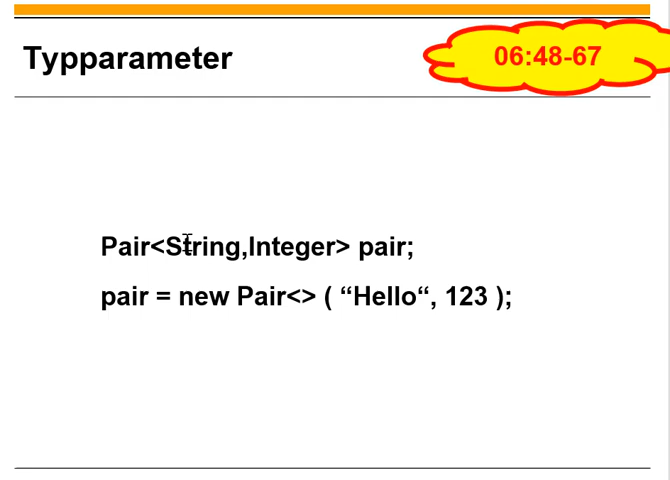 Typparameter
06:48-67
Pair<String,Integer> pair;
pair = new Pair<> ( “Hello“, 123 );